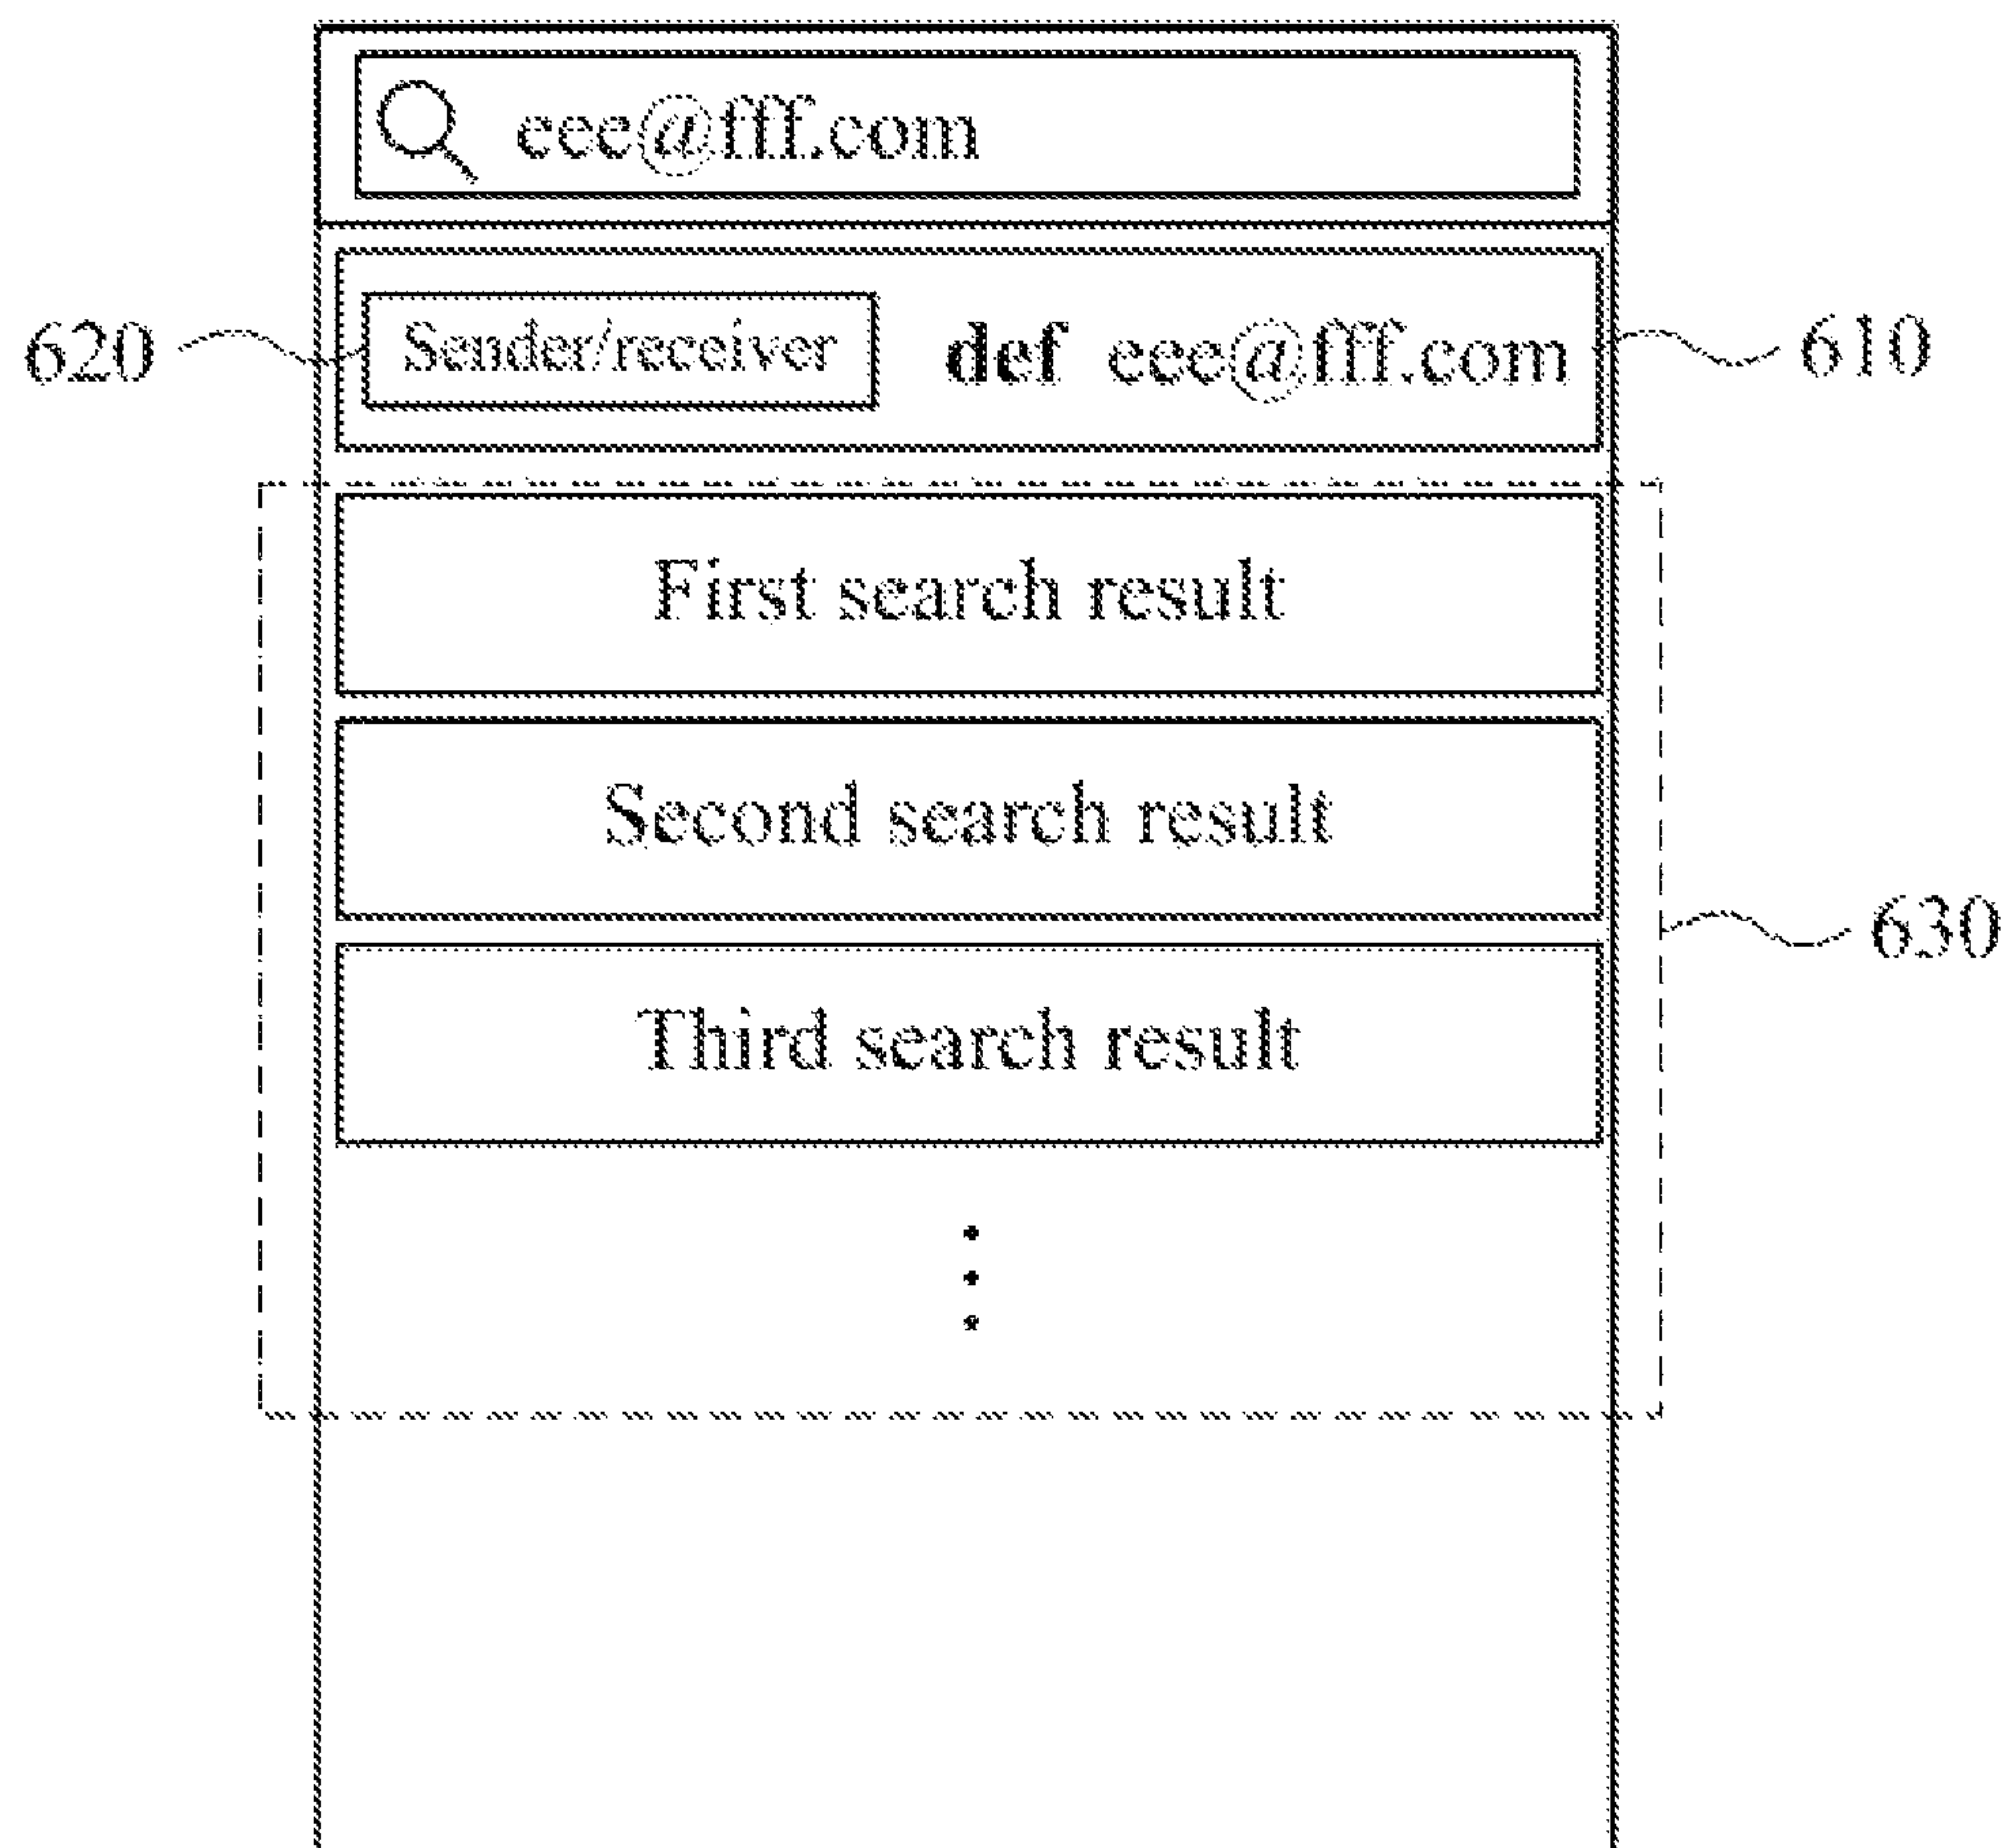 eee@fff.com
620 Sender/receiver def eee@fff.com 610
First search result
Second search result
630
Third search result